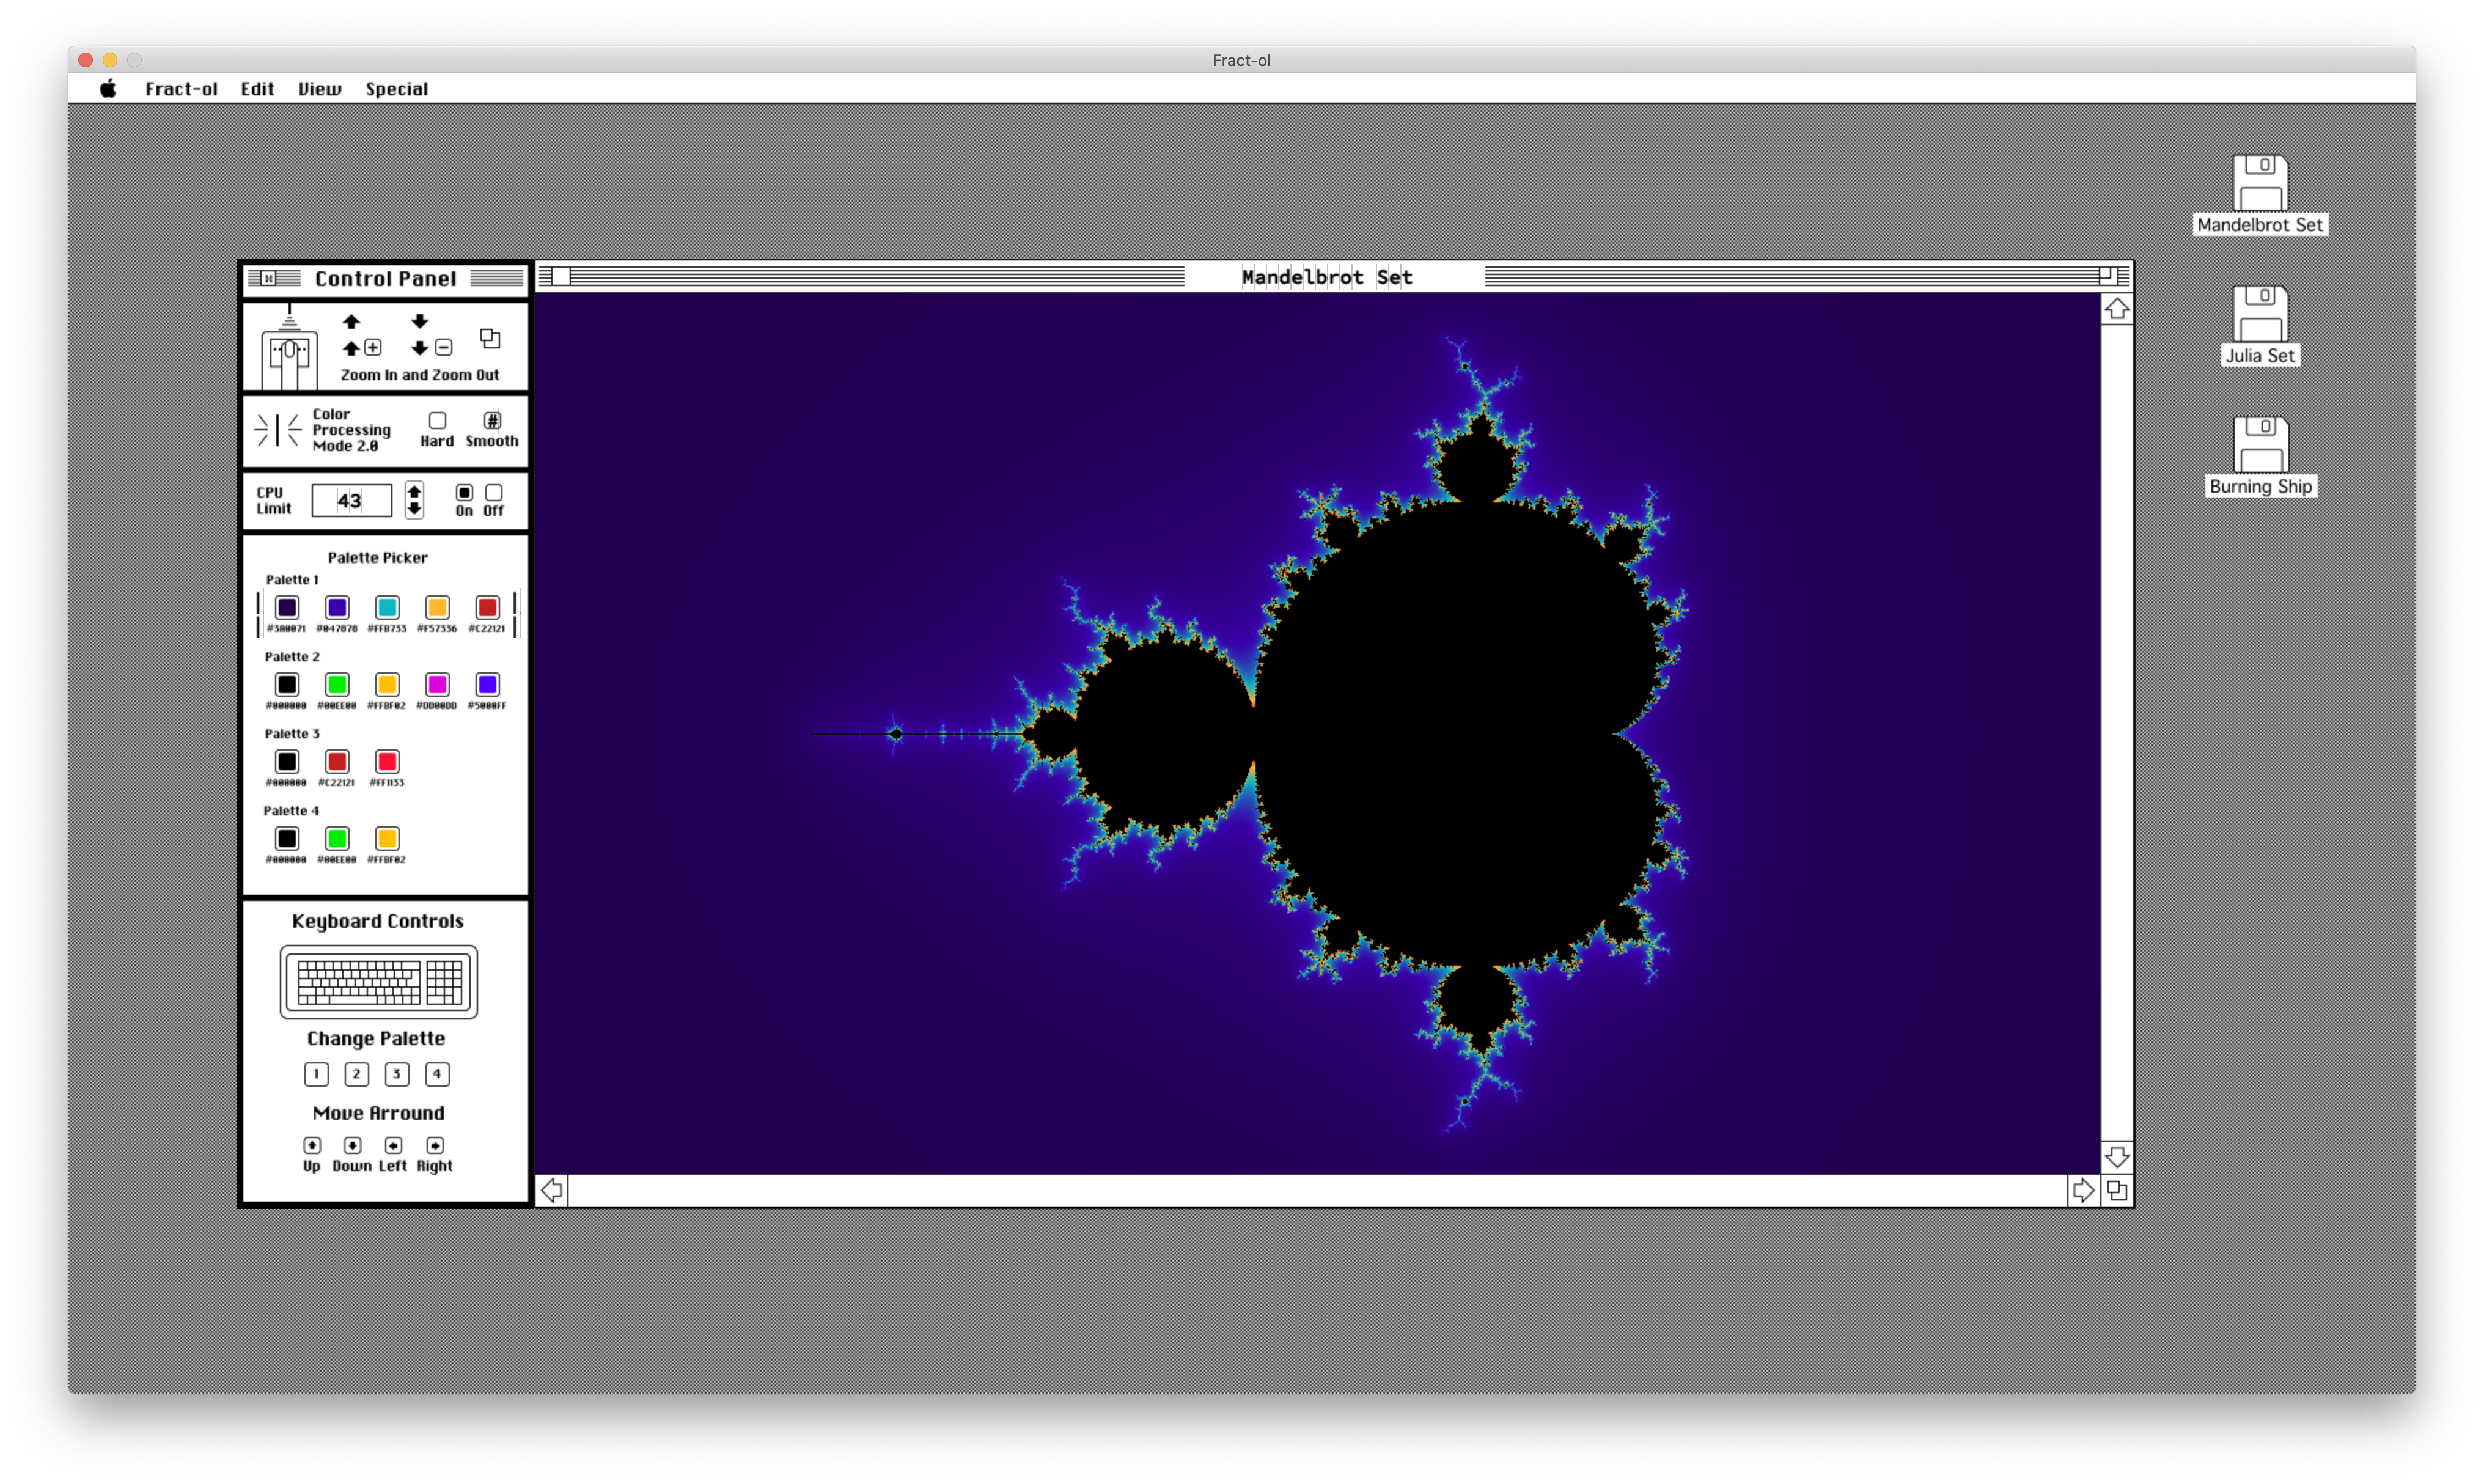 Fract-ol
Fract-ol Edit View Special
Mandelbrot Set
Julia Set
Burning Ship
Control Panel
Zoom In and Zoom Out
Color
Processing
Mode 2.0
Hard Smooth
CPU
Limit
43
On Off
Palette Picker
Palette 1
#3A0071 #047878 #FFB733 #F57336 #C22121
Palette 2
#000000 #00EE00 #FFBF02 #DD00DD #5000FF
Palette 3
#000000 #C22121 #FF1133
Palette 4
#000000 #00EE00 #FFBF02
Keyboard Controls
Change Palette
1 2 3 4
Move Arround
Up Down Left Right
Mandelbrot Set